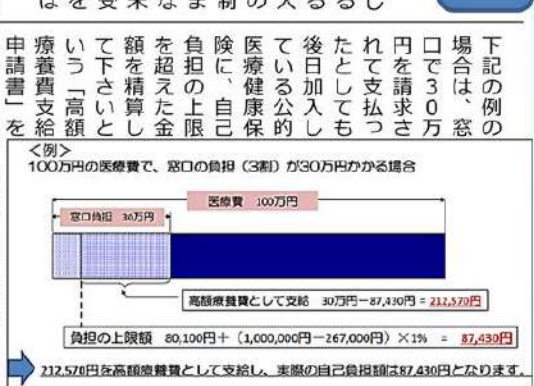 下記の例の
場合は、窓
口で30万
円を請求さ
れて支払っ
たとしても
後日加入し
ている公的
医療健康保
険に、自己
負担の上限
を超えた金
額を精算し
て下さいと
いう「高額
療養費支給
申請書」を
<例>
100万円の医療費で、窓口の負担(3割)が30万円かかる場合
医療費 100万円
窓口負担 30万円
高額療養費として支給 30万円－87,430円 = 212,570円
負担の上限額 80,100円＋(1,000,000円－267,000円)×1% = 87,430円
212,570円を高額療養費として支給し、実際の自己負担額は87,430円となります。